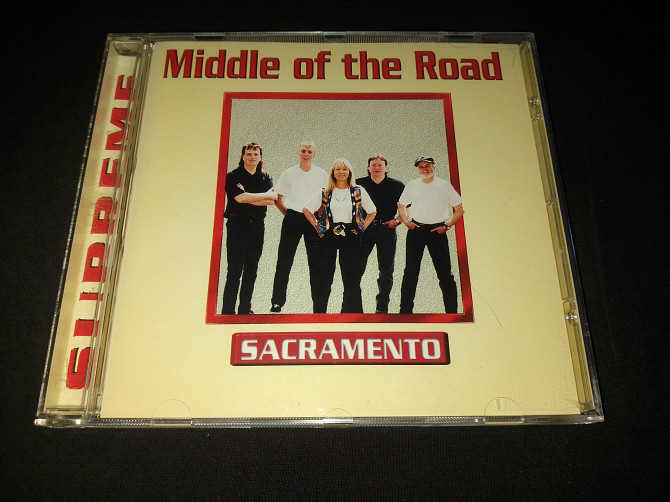 Middle of the Road
SUPREME
SACRAMENTO